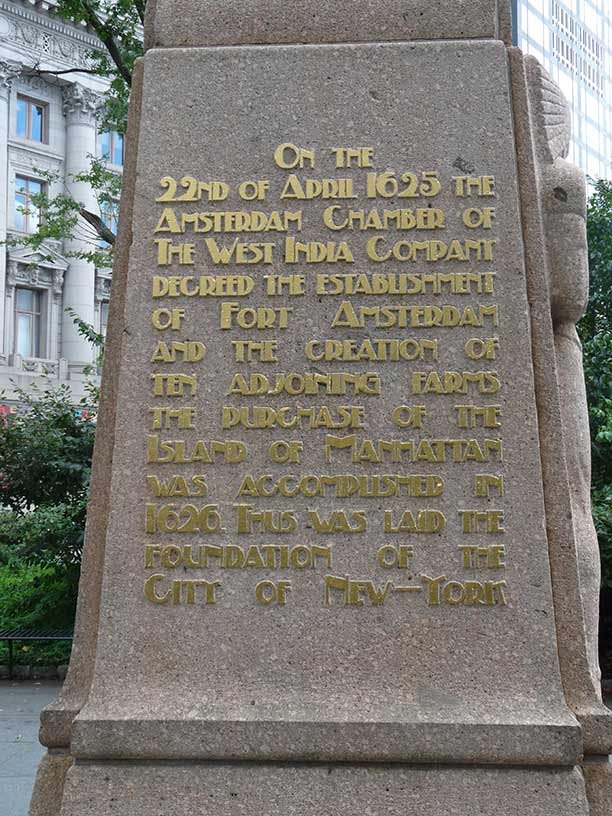 On the
22nd of April 1625 the
Amsterdam Chamber of
The West India Company
decreed the establishment
of Fort Amsterdam
and the creation of
ten adjoining farms
the purchase of the
Island of Manhattan
was accomplished in
1626. Thus was laid the
foundation of the
City of New–York